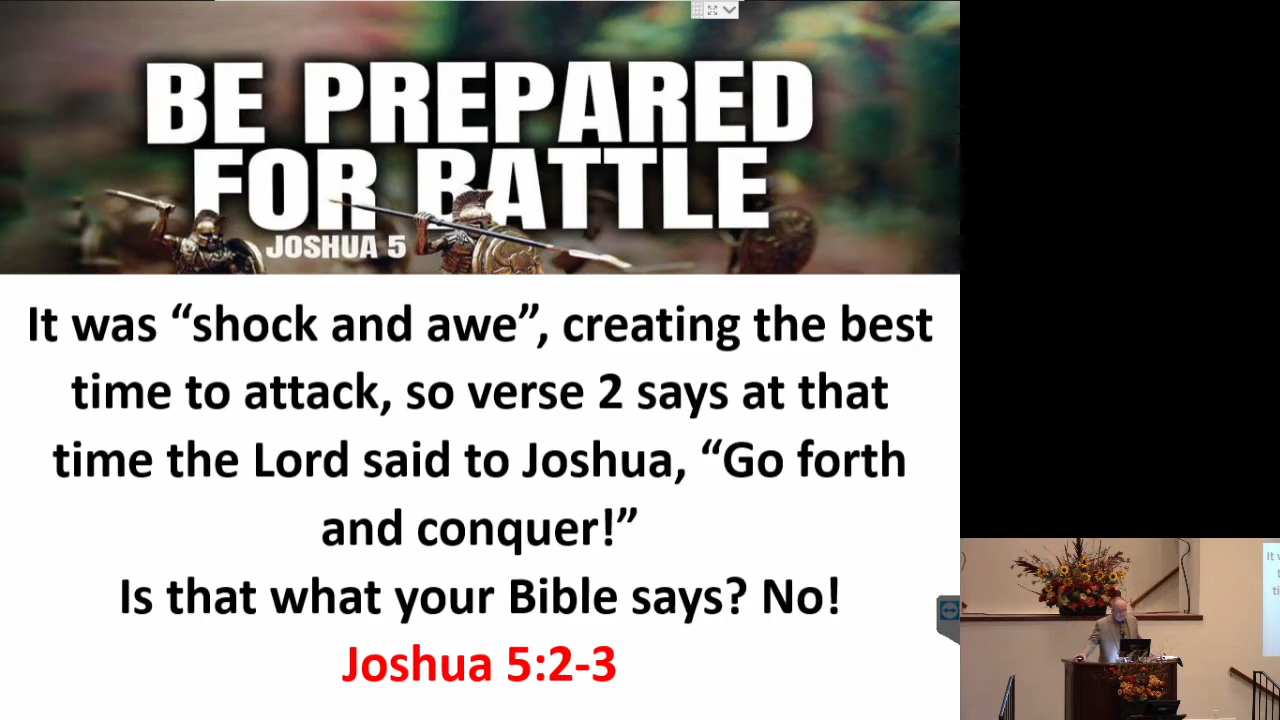 BE PREPARED
FOR BATTLE
JOSHUA 5
It was “shock and awe”, creating the best
time to attack, so verse 2 says at that
time the Lord said to Joshua, “Go forth
and conquer!”
Is that what your Bible says? No!
Joshua 5:2-3